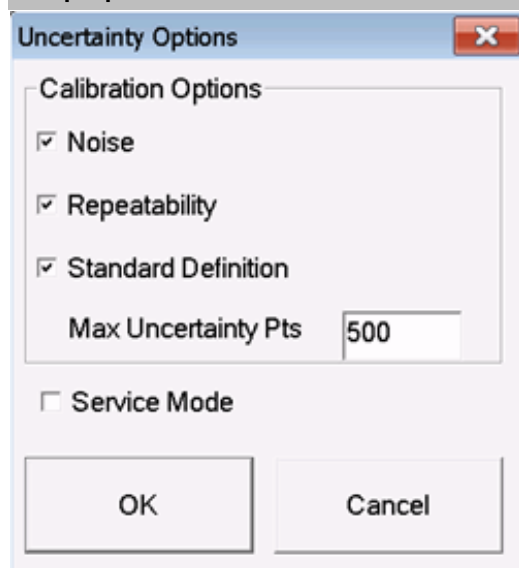 Uncertainty Options
Calibration Options
Noise
Repeatability
Standard Definition
Max Uncertainty Pts 500
Service Mode
OK Cancel